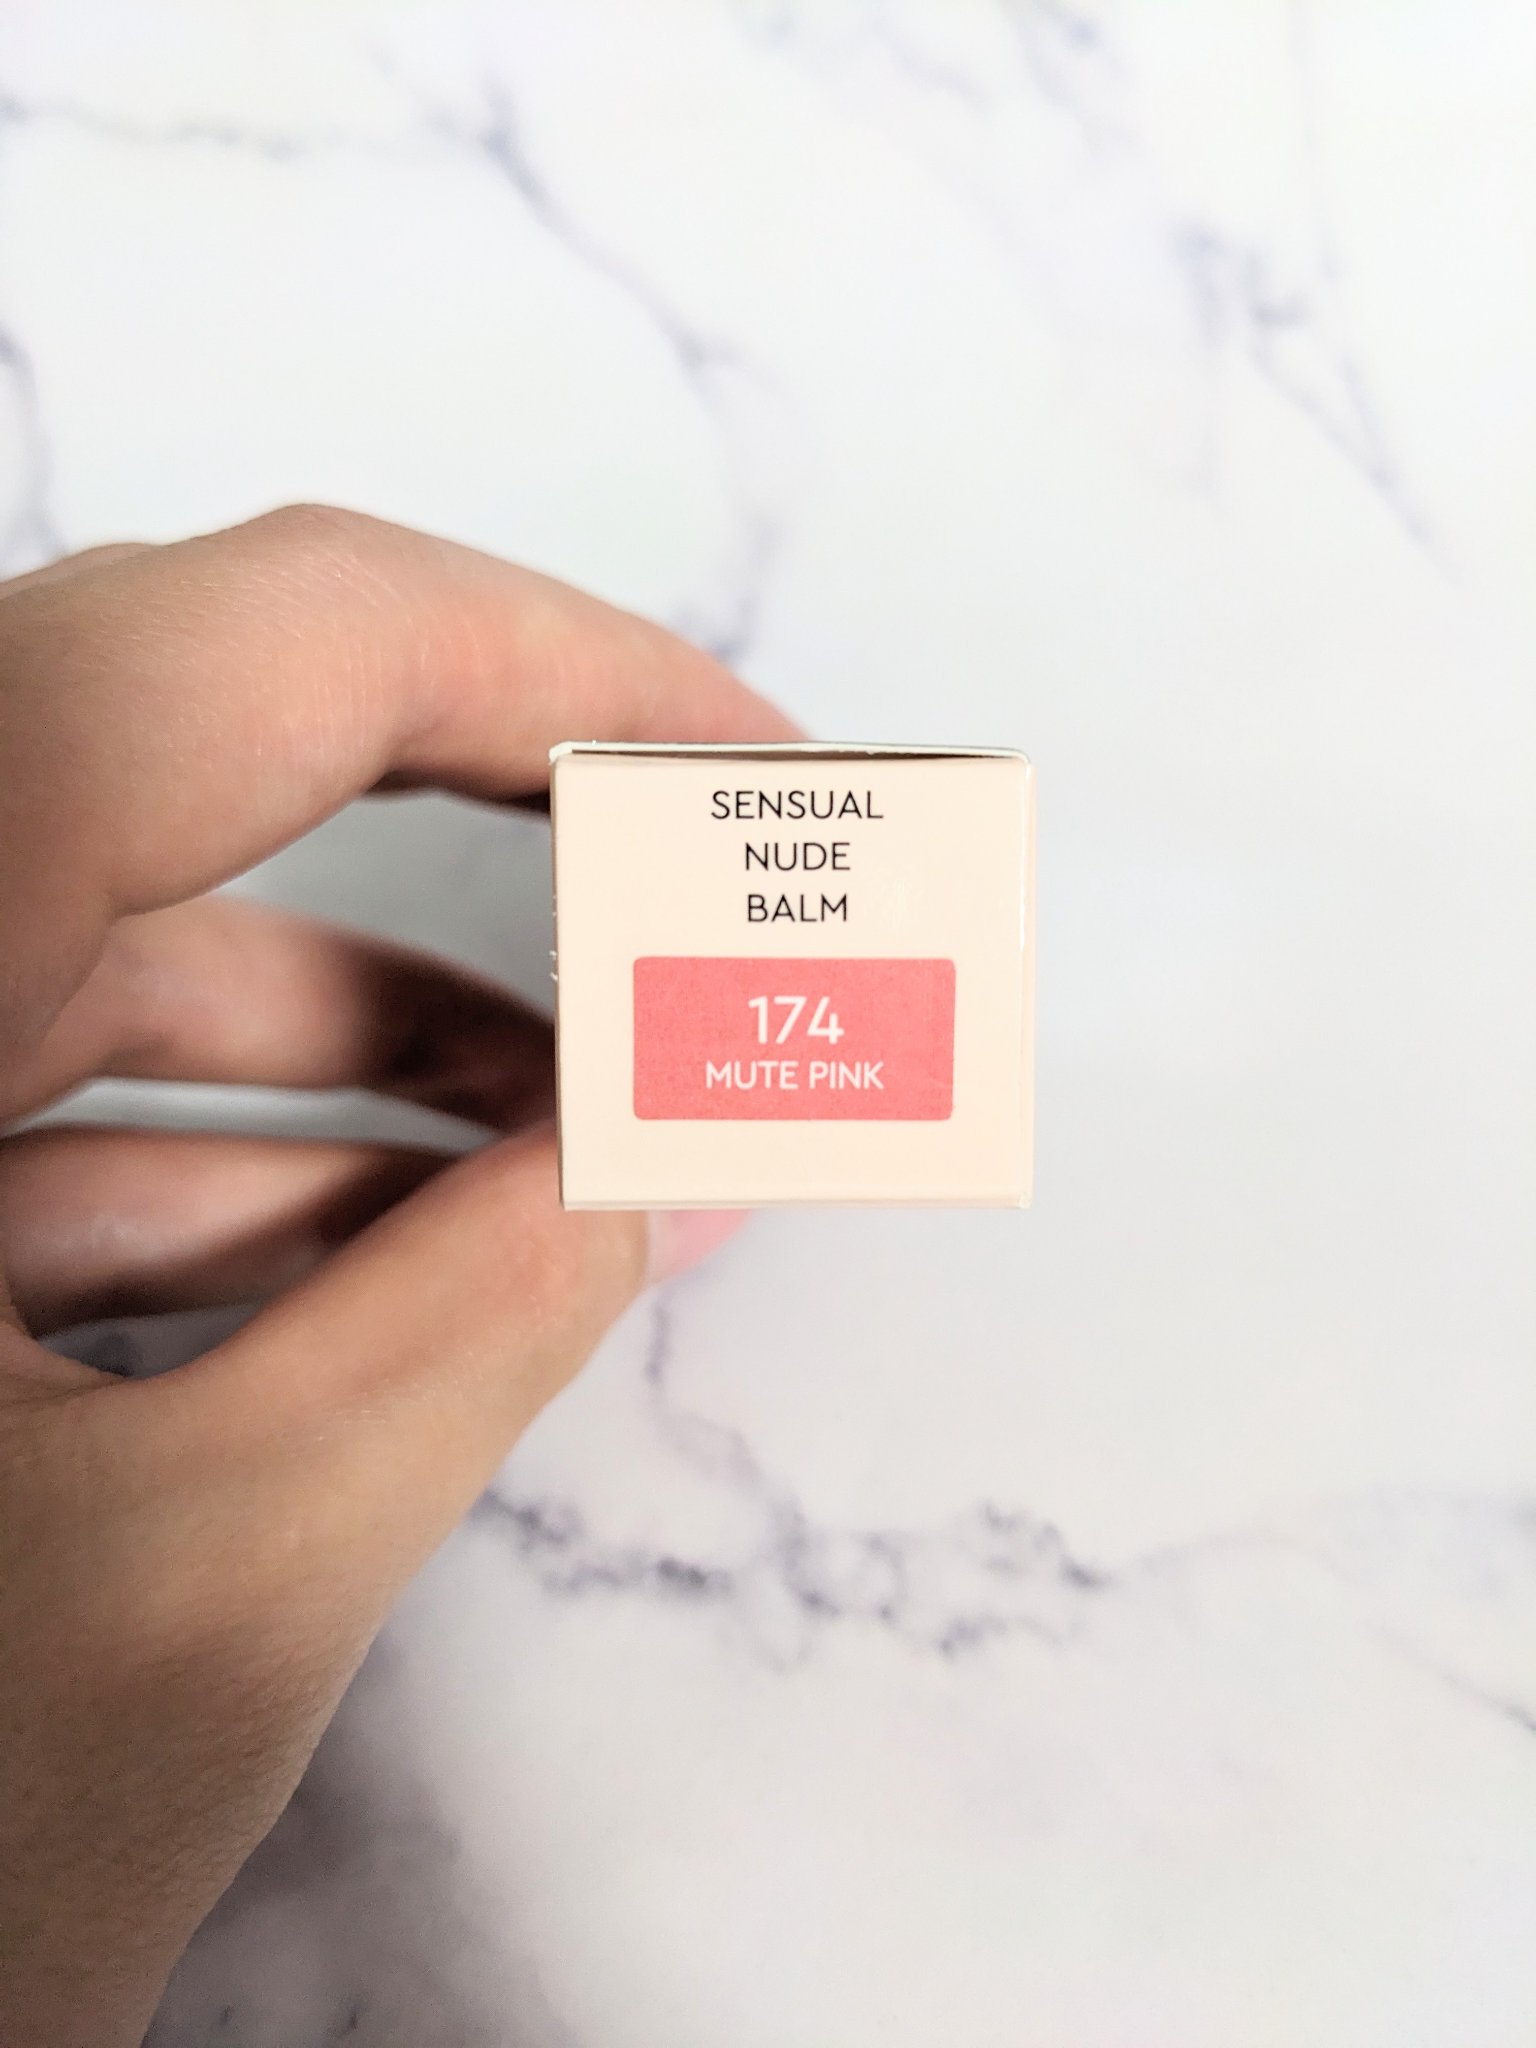 SENSUAL
NUDE
BALM
174
MUTE PINK